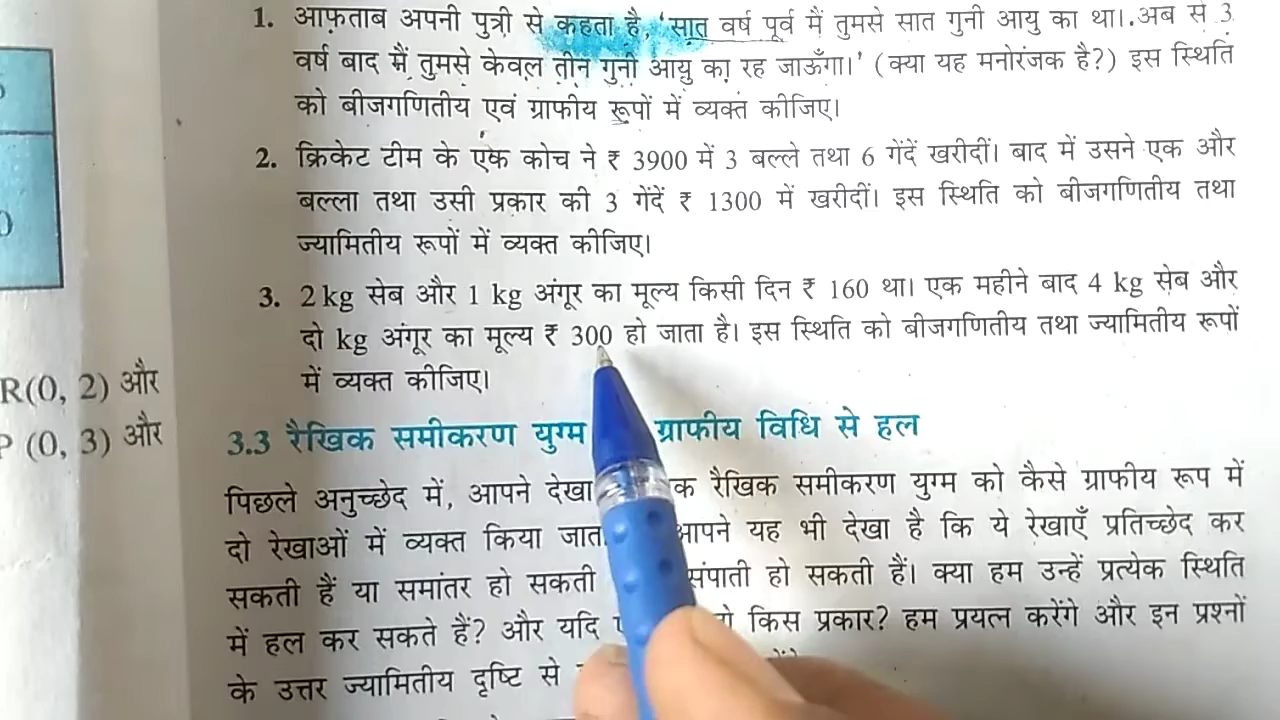 1. आफ़ताब अपनी पुत्री से कहता है, 'सात वर्ष पूर्व मैं तुमसे सात गुनी आयु का था। अब से 3
वर्ष बाद मैं तुमसे केवल तीन गुनी आयु का रह जाऊँगा।' (क्या यह मनोरंजक है?) इस स्थिति
को बीजगणितीय एवं ग्राफीय रूपों में व्यक्त कीजिए।
2. क्रिकेट टीम के एक कोच ने ₹ 3900 में 3 बल्ले तथा 6 गेंदें खरीदीं। बाद में उसने एक और
बल्ला तथा उसी प्रकार की 3 गेंदें ₹ 1300 में खरीदीं। इस स्थिति को बीजगणितीय तथा
ज्यामितीय रूपों में व्यक्त कीजिए।
3. 2 kg सेब और 1 kg अंगूर का मूल्य किसी दिन ₹ 160 था। एक महीने बाद 4 kg सेब और
दो kg अंगूर का मूल्य ₹ 300 हो जाता है। इस स्थिति को बीजगणितीय तथा ज्यामितीय रूपों
में व्यक्त कीजिए।
R(0, 2) और
P (0, 3) और
3.3 रैखिक समीकरण युग्म ग्राफीय विधि से हल
पिछले अनुच्छेद में, आपने देखा रैखिक समीकरण युग्म को कैसे ग्राफीय रूप में
दो रेखाओं में व्यक्त किया आपने यह भी देखा है कि ये रेखाएँ प्रतिच्छेद कर
सकती हैं या समांतर हो सकती संपाती हो सकती हैं। क्या हम उन्हें प्रत्येक स्थिति
में हल कर सकते हैं? और यदि किस प्रकार? हम प्रयत्न करेंगे और इन प्रश्नों
के उत्तर ज्यामितीय दृष्टि से